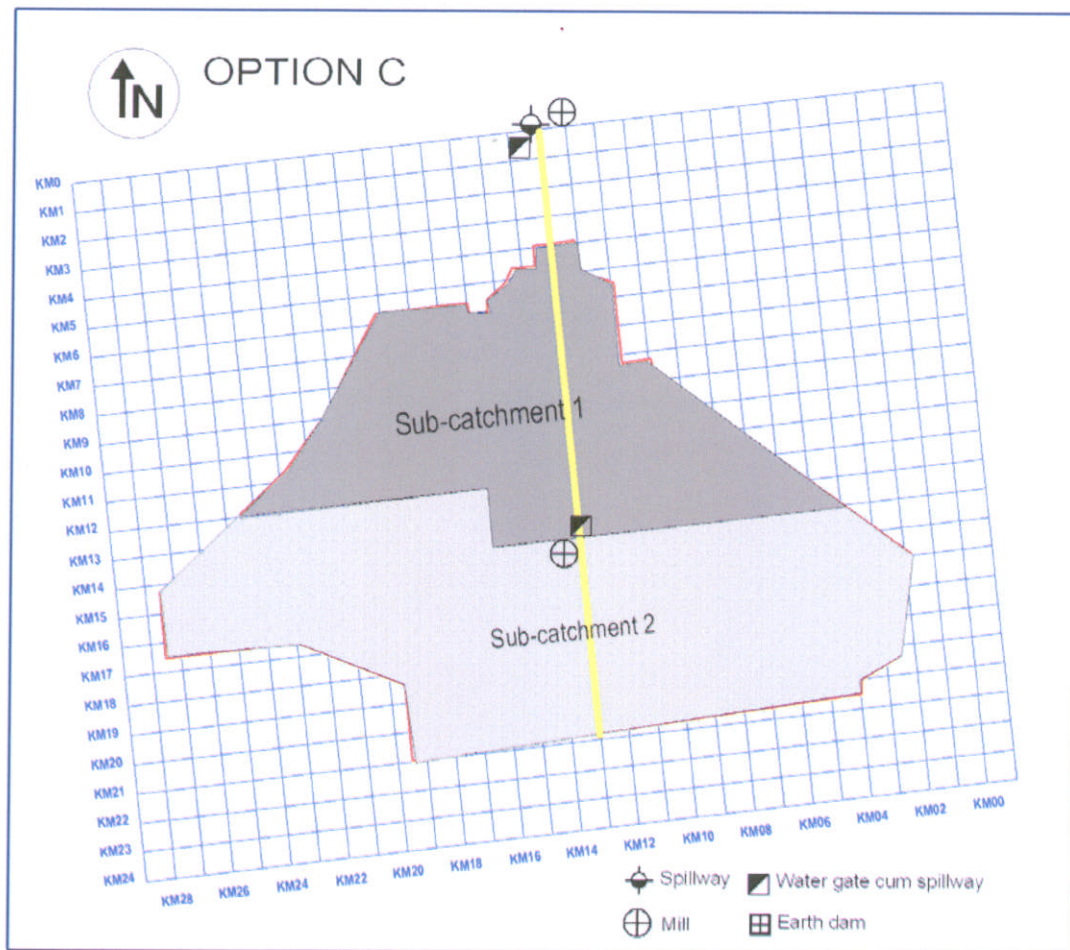 OPTION C
N
KM0
KM1
KM2
KM3
KM4
KM5
KM6
KM7
KM8
KM9
KM10
KM11
KM12
KM13
KM14
KM15
KM16
KM17
KM18
KM19
KM20
KM21
KM22
KM23
KM24
Sub-catchment 1
Sub-catchment 2
KM28 KM26 KM24 KM22 KM20 KM18 KM16 KM14 KM12 KM10 KM08 KM06 KM04 KM02 KM00
Spillway Water gate cum spillway
Mill Earth dam